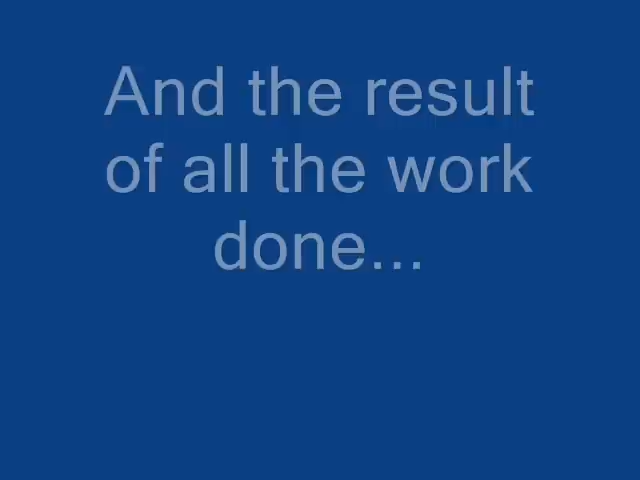 And the result
of all the work
done...